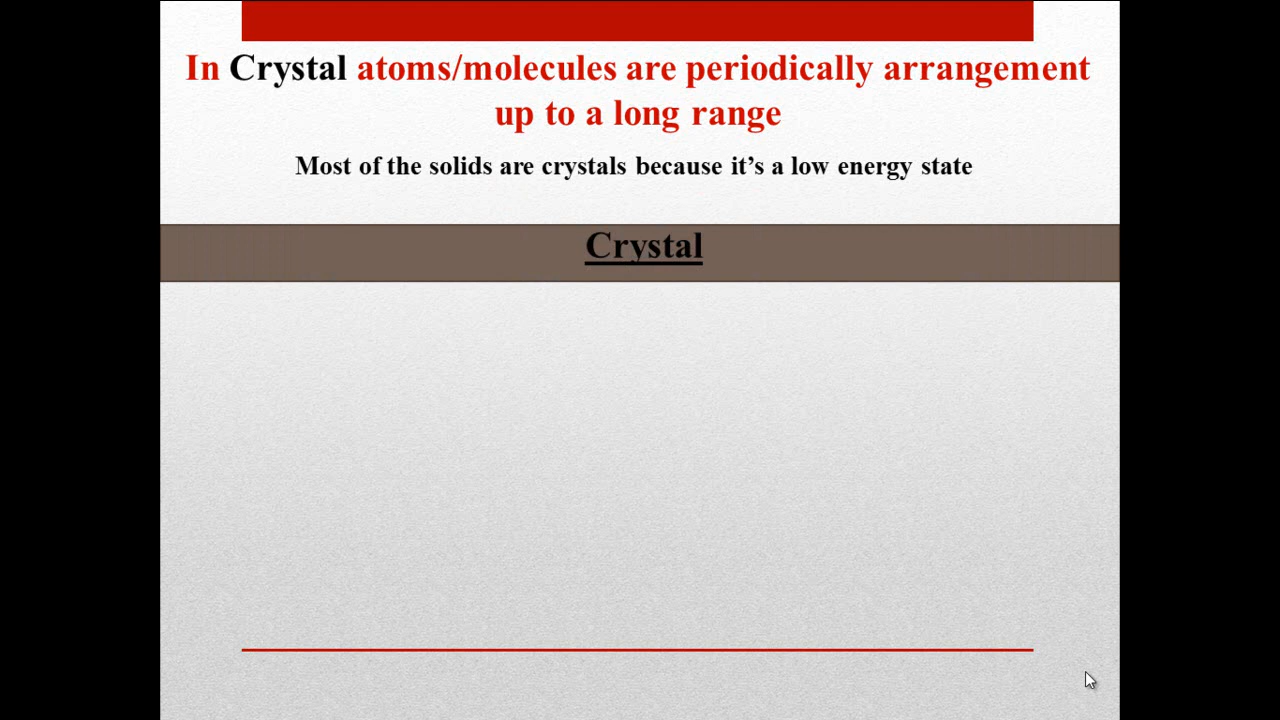 In Crystal atoms/molecules are periodically arrangement
up to a long range
Most of the solids are crystals because it’s a low energy state
Crystal